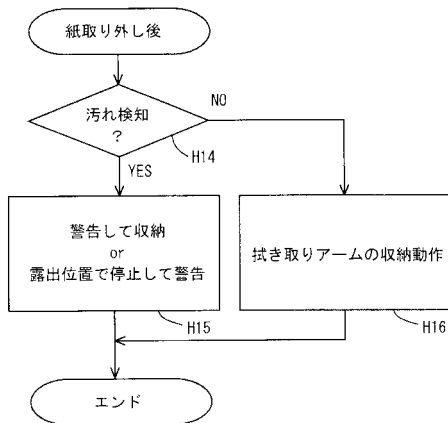 紙取り外し後
汚れ検知
?
NO
H14
YES
警告して収納
or
露出位置で停止して警告
拭き取りアームの収納動作
H15
H16
エンド